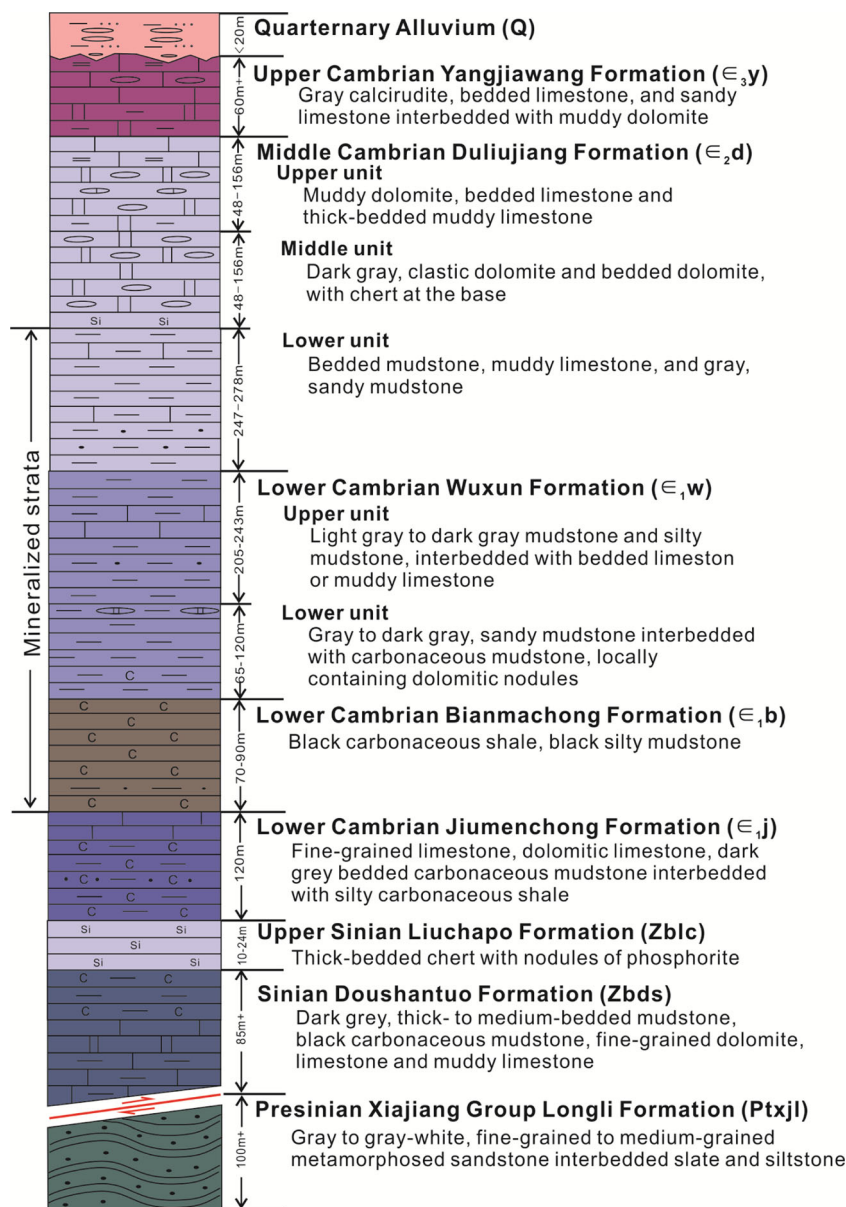 Quarternary Alluvium (Q)
<20m
Upper Cambrian Yangjiawang Formation (∈₃y)
Gray calcirudite, bedded limestone, and sandy
limestone interbedded with muddy dolomite
60m+
Middle Cambrian Duliujiang Formation (∈₂d)
Upper unit
Muddy dolomite, bedded limestone and
thick-bedded muddy limestone
48–156m
Middle unit
Dark gray, clastic dolomite and bedded dolomite,
with chert at the base
48–156m
Si Si
Lower unit
Bedded mudstone, muddy limestone, and gray,
sandy mudstone
247–278m
Mineralized strata
Lower Cambrian Wuxun Formation (∈₁w)
Upper unit
Light gray to dark gray mudstone and silty
mudstone, interbedded with bedded limeston
or muddy limestone
205-243m
Lower unit
Gray to dark gray, sandy mudstone interbedded
with carbonaceous mudstone, locally
containing dolomitic nodules
65-120m
C
Lower Cambrian Bianmachong Formation (∈₁b)
Black carbonaceous shale, black silty mudstone
70-90m
C C
C
C C
C
C C
C
C C
Lower Cambrian Jiumenchong Formation (∈₁j)
Fine-grained limestone, dolomitic limestone, dark
grey bedded carbonaceous mudstone interbedded
with silty carbonaceous shale
120m
C C
C
C C
C
C C
Upper Sinian Liuchapo Formation (Zblc)
Thick-bedded chert with nodules of phosphorite
10-24m
Si Si
Si
Si Si
Sinian Doushantuo Formation (Zbds)
Dark grey, thick- to medium-bedded mudstone,
black carbonaceous mudstone, fine-grained dolomite,
limestone and muddy limestone
85m+
C C
C C
Presinian Xiajiang Group Longli Formation (Ptxjl)
Gray to gray-white, fine-grained to medium-grained
metamorphosed sandstone interbedded slate and siltstone
100m+